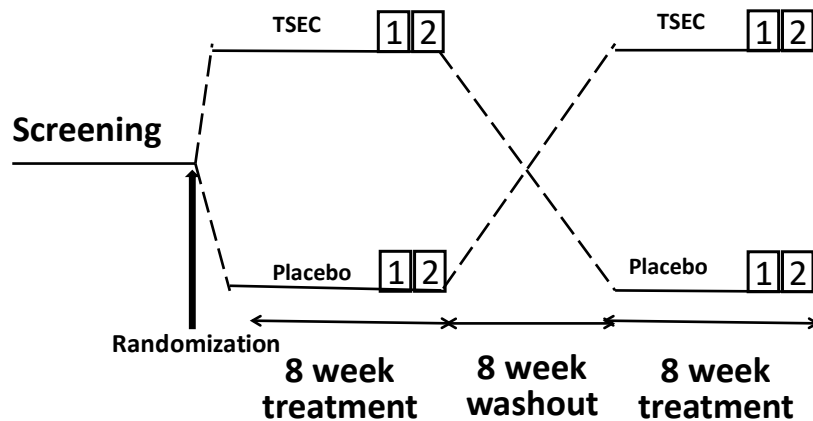 TSEC 1 2
TSEC 1 2
Screening
Placebo 1 2
Placebo 1 2
Randomization
8 week
treatment
8 week
washout
8 week
treatment